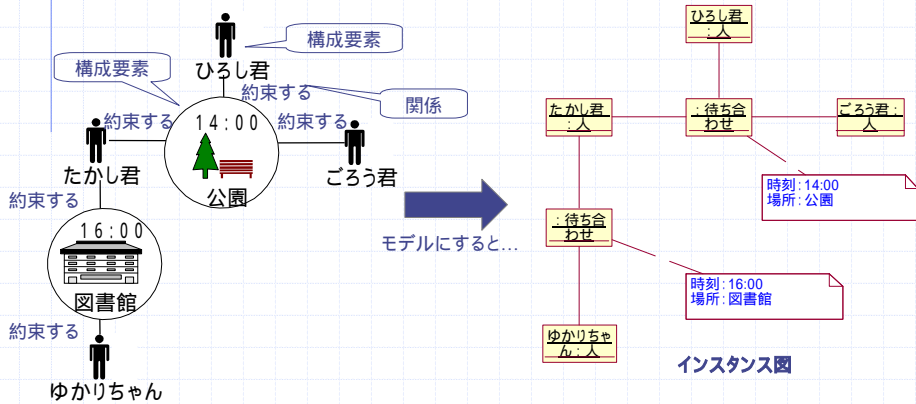 構成要素
ひろし君
構成要素
約束する
関係
約束する
14:00
約束する
たかし君
公園
ごろう君
約束する
16:00
図書館
約束する
ゆかりちゃん
モデルにすると…
ひろし君
:人
たかし君
:人
:待ち合
わせ
ごろう君:
人
時刻:14:00
場所:公園
:待ち合
わせ
時刻:16:00
場所:図書館
ゆかりちゃ
ん:人
インスタンス図